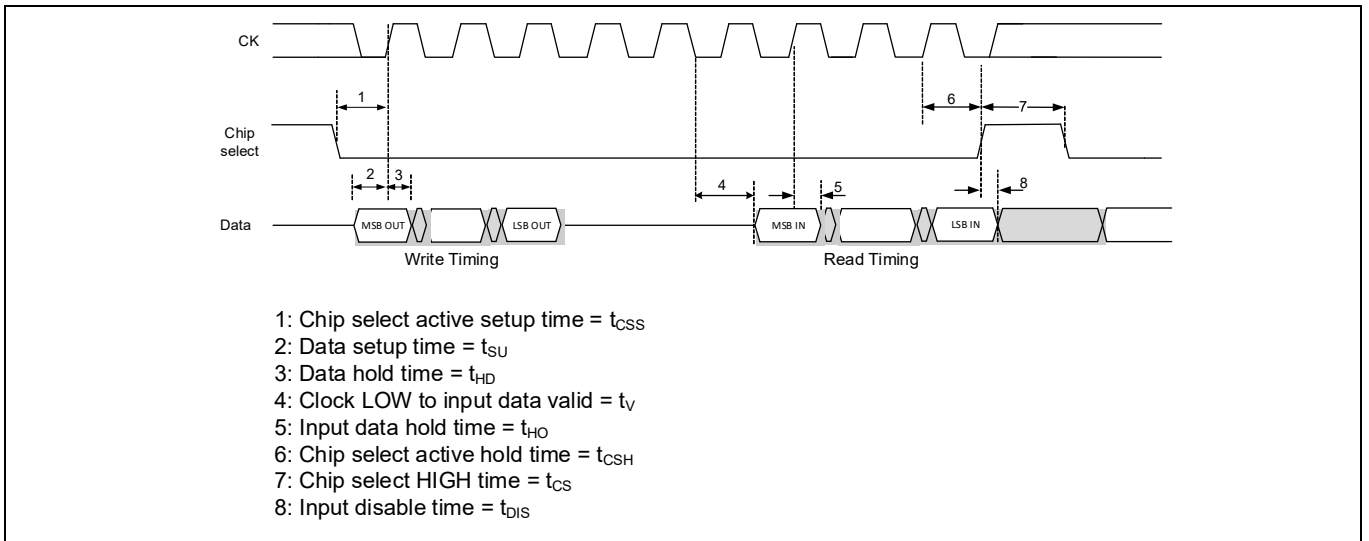 CK
1
6
7
Chip
select
2
3
4
5
8
Data
MSB OUT
LSB OUT
MSB IN
LSB IN
Write Timing
Read Timing
1: Chip select active setup time = tCSS
2: Data setup time = tSU
3: Data hold time = tHD
4: Clock LOW to input data valid = tV
5: Input data hold time = tHO
6: Chip select active hold time = tCSH
7: Chip select HIGH time = tCS
8: Input disable time = tDIS